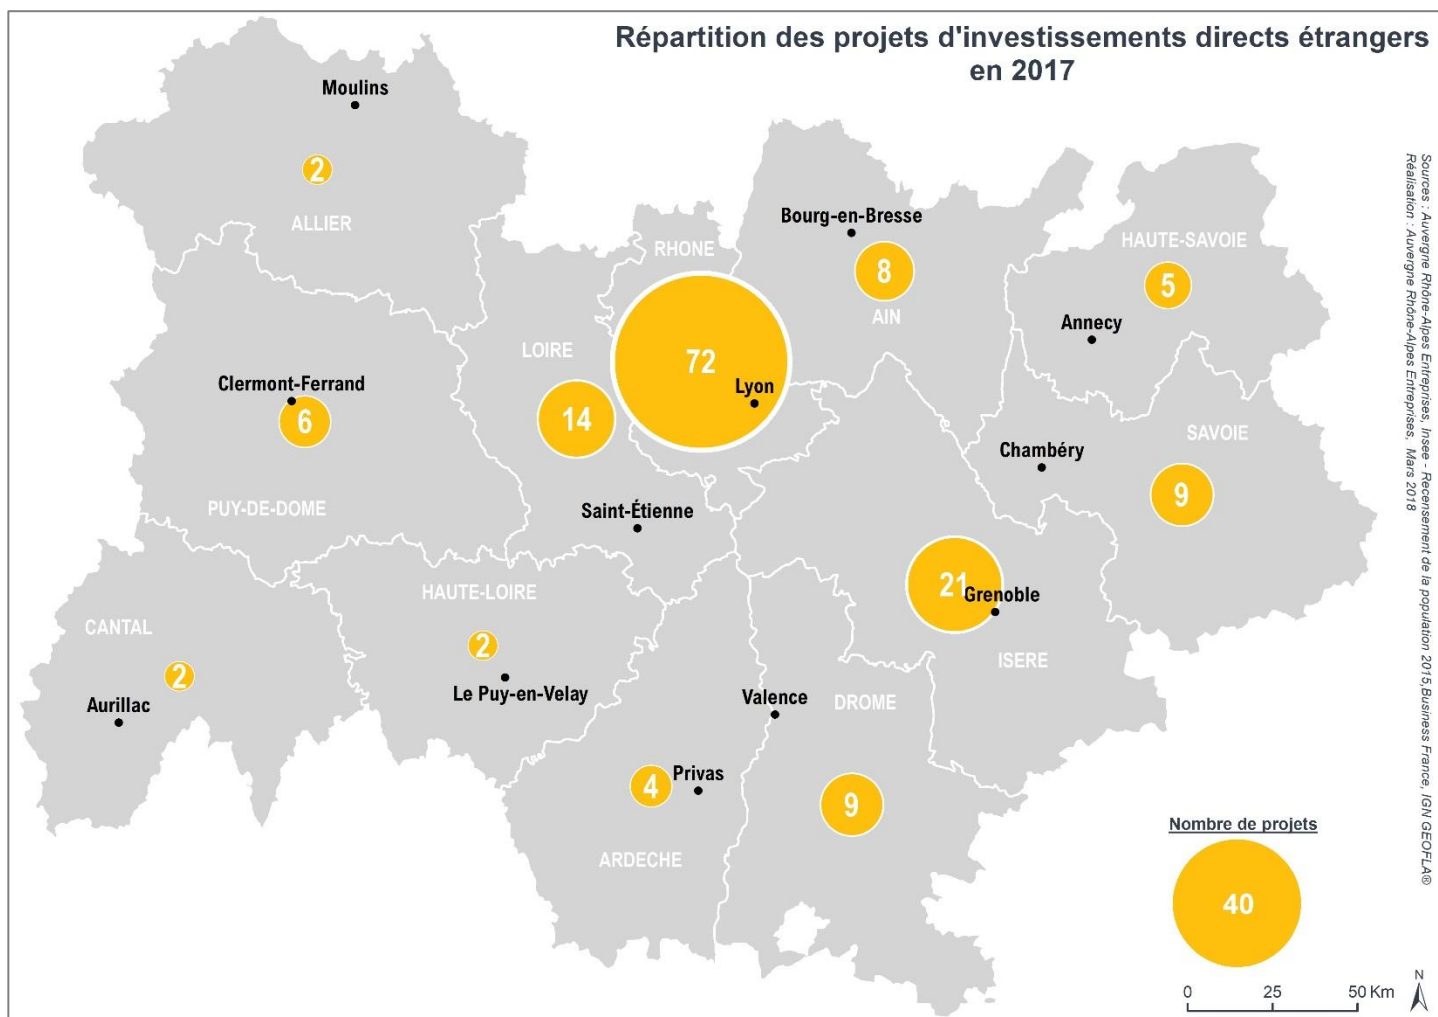 Répartition des projets d'investissements directs étrangers
en 2017
Moulins
2
ALLIER
Bourg-en-Bresse
RHONE
8
AIN
HAUTE-SAVOIE
5
Annecy
LOIRE
72
Lyon
Clermont-Ferrand
6
14
PUY-DE-DOME
Saint-Étienne
Chambéry
SAVOIE
9
21
Grenoble
ISERE
HAUTE-LOIRE
2
Le Puy-en-Velay
CANTAL
2
Aurillac
Valence
DROME
9
4
Privas
ARDECHE
Nombre de projets
40
0 25 50 Km
N
Sources : Auvergne Rhône-Alpes Entreprises, Insee - Recensement de la population 2015,Business France, IGN GEOFLA®
Réalisation : Auvergne Rhône-Alpes Entreprises, Mars 2018